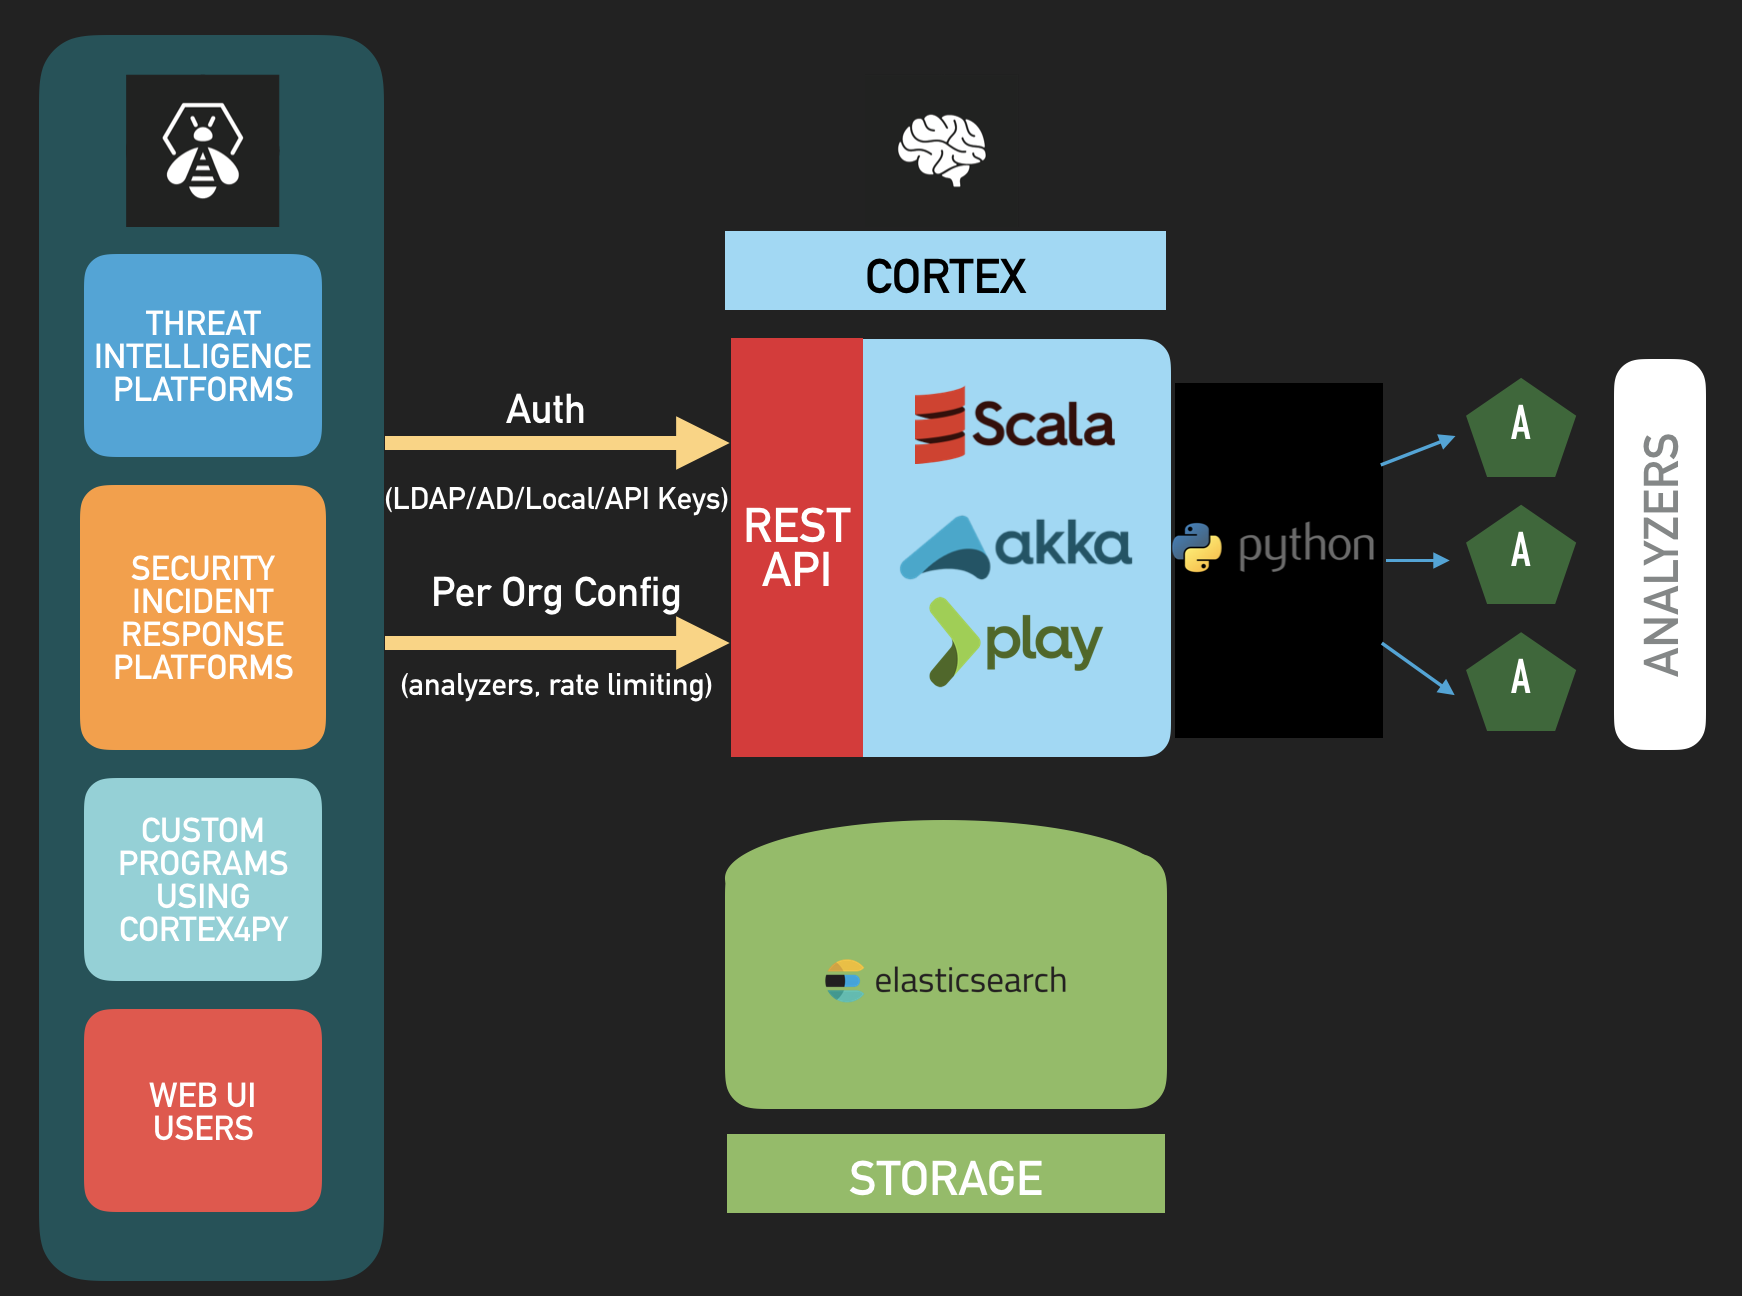 THREAT
INTELLIGENCE
PLATFORMS
SECURITY
INCIDENT
RESPONSE
PLATFORMS
CUSTOM
PROGRAMS
USING
CORTEX4PY
WEB UI
USERS
Auth
(LDAP/AD/Local/API Keys)
Per Org Config
(analyzers, rate limiting)
CORTEX
REST
API
Scala
akka
play
python
A
A
A
ANALYZERS
elasticsearch
STORAGE